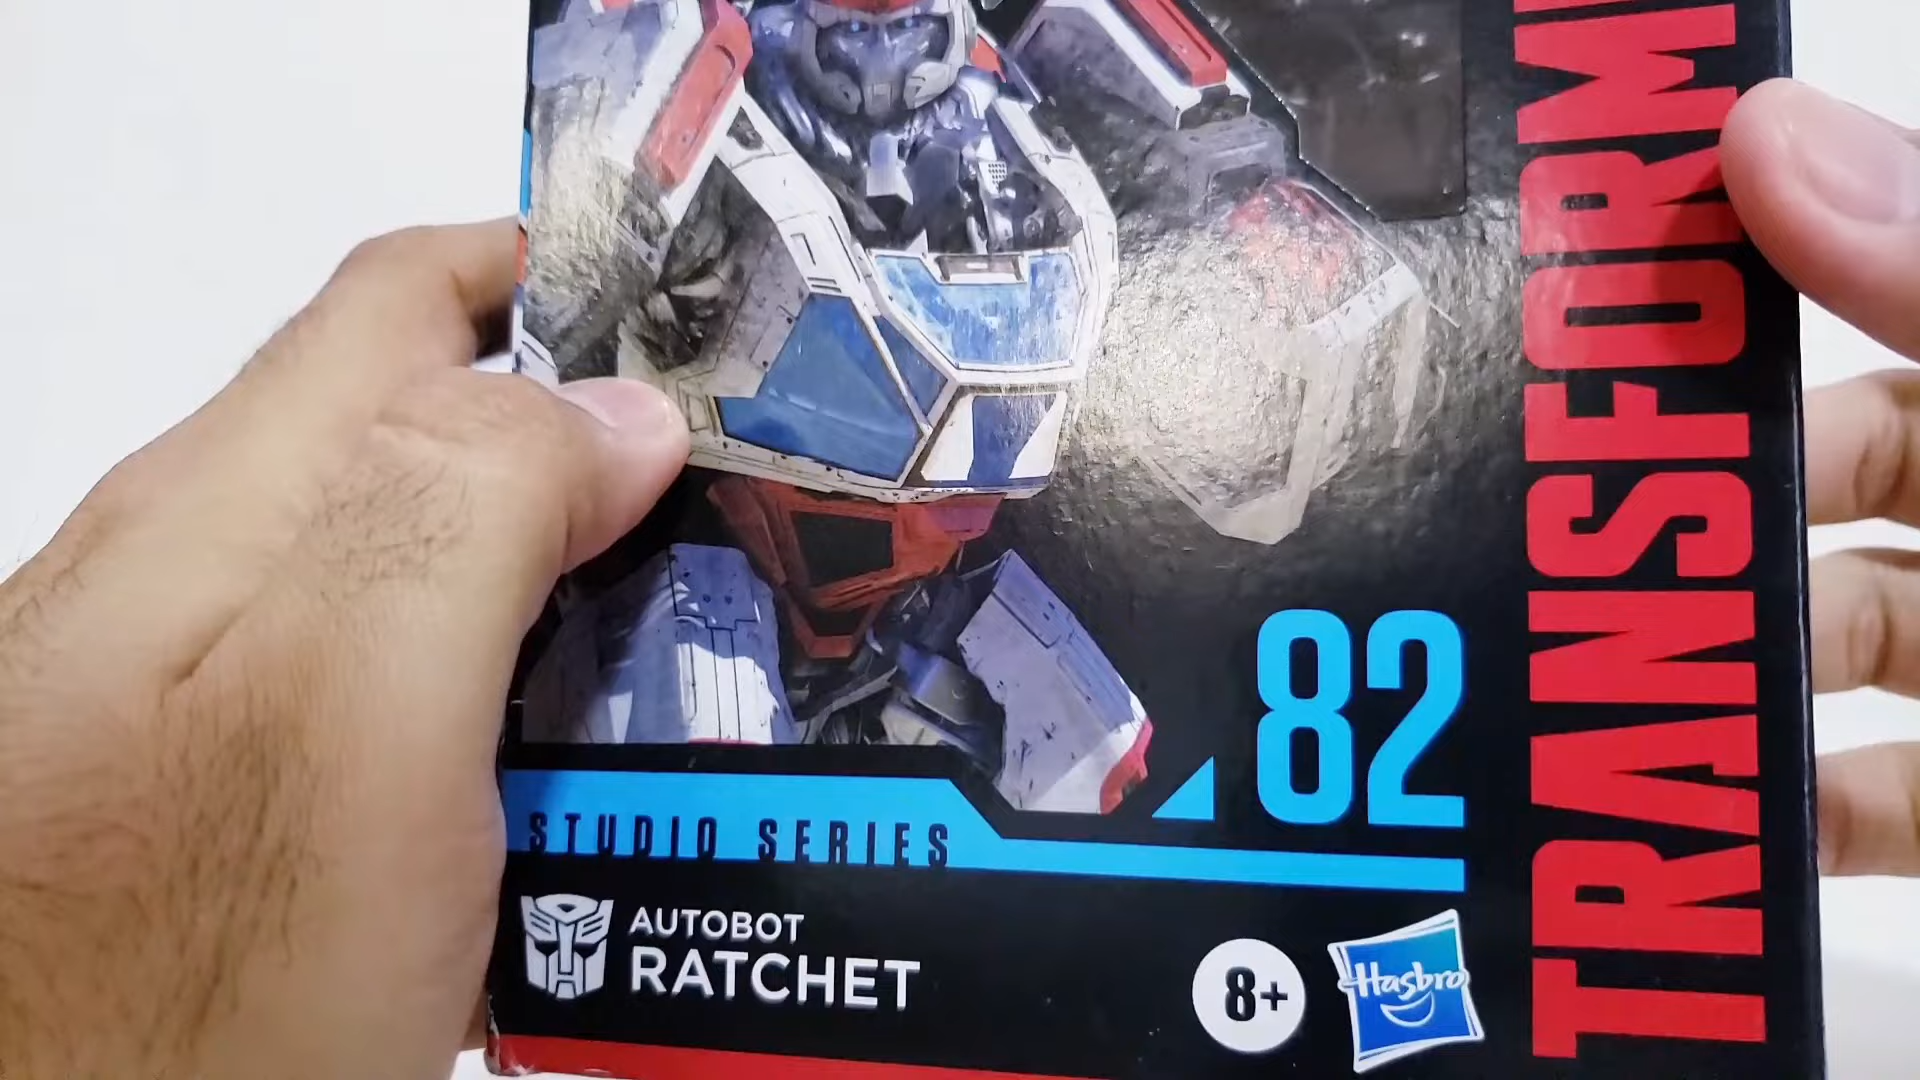 TRANSFORM
82
STUDIO SERIES
AUTOBOT
RATCHET
8+
Hasbro